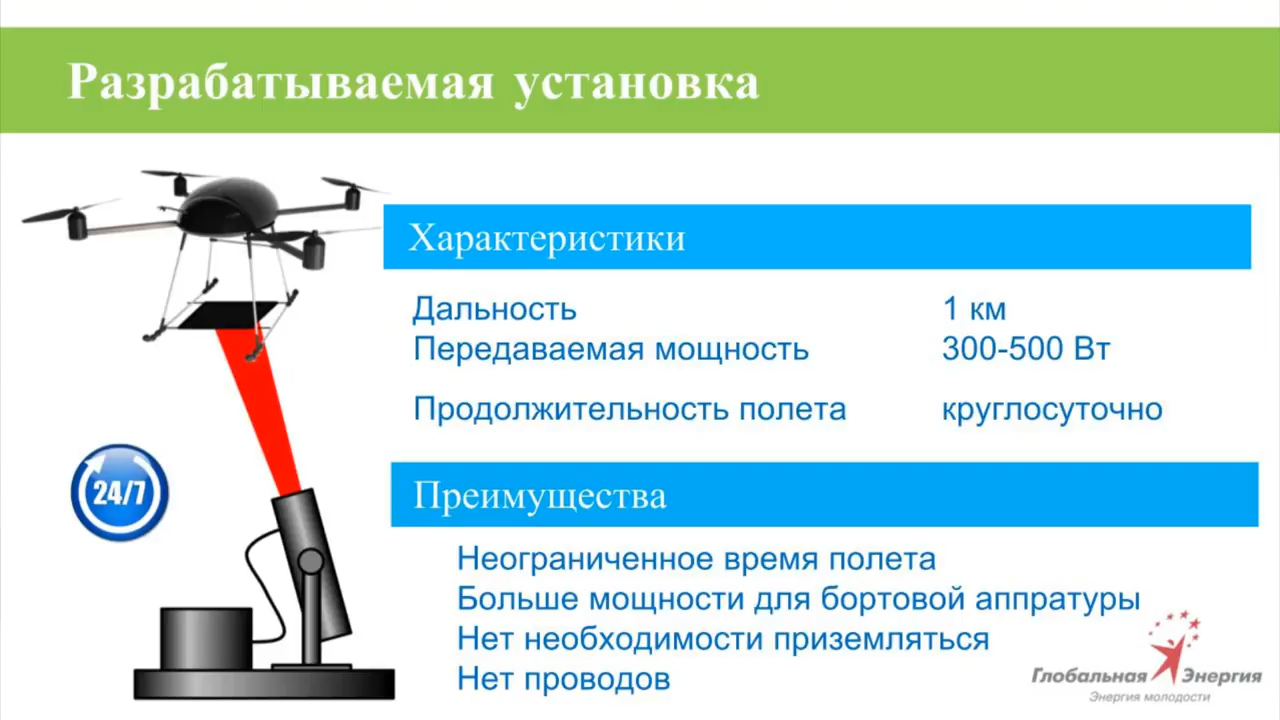 Разрабатываемая установка
Характеристики
Дальность 1 км
Передаваемая мощность 300-500 Вт
Продолжительность полета круглосуточно
24/7
Преимущества
Неограниченное время полета
Больше мощности для бортовой аппратуры
Нет необходимости приземляться
Нет проводов
Глобальная Энергия
Энергия молодости